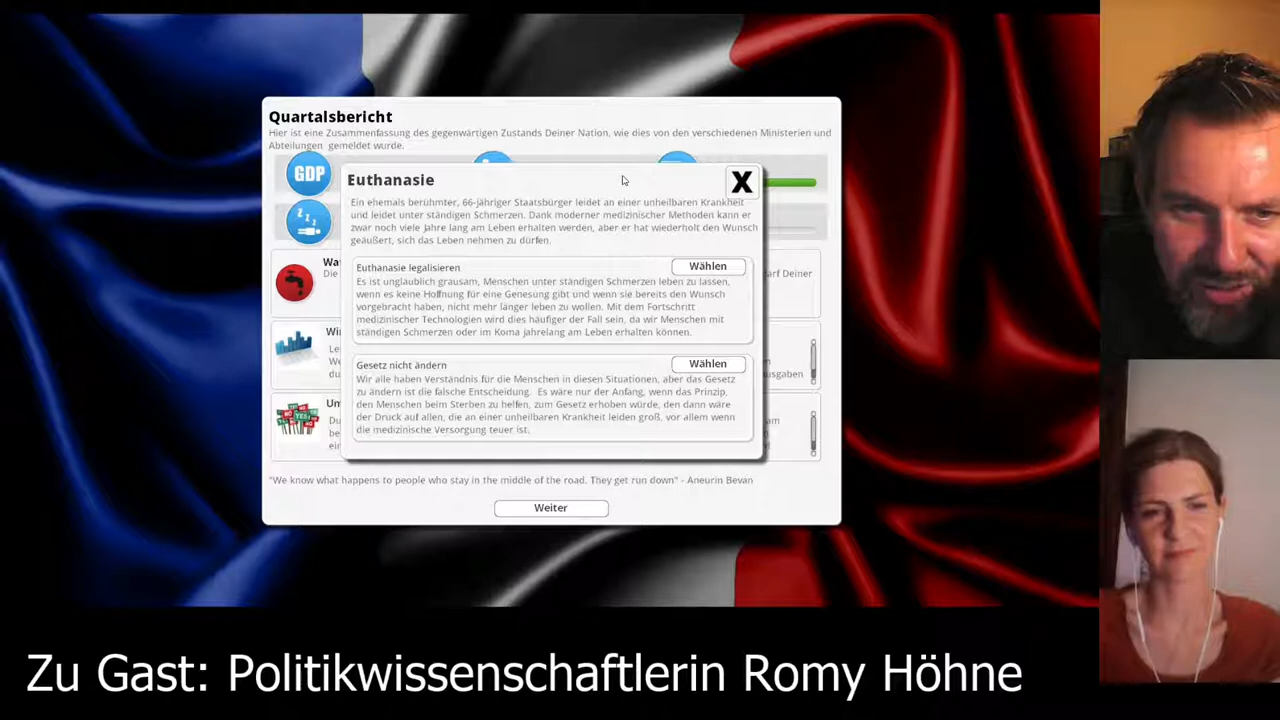 Quartalsbericht
Hier ist eine Zusammenfassung des gegenwärtigen Zustands Deiner Nation, wie dies von den verschiedenen Ministerien und
Abteilungen gemeldet wurde.
GDP
Euthanasie
X
Ein ehemals berühmter, 66-jähriger Staatsbürger leidet an einer unheilbaren Krankheit
und leidet unter ständigen Schmerzen. Dank moderner medizinischer Methoden kann er
zwar noch viele Jahre lang am Leben erhalten werden, aber er hat wiederholt den Wunsch
geäußert, sich das Leben nehmen zu dürfen.
Euthanasie legalisieren
Wählen
Es ist unglaublich grausam, Menschen unter ständigen Schmerzen leben zu lassen,
wenn es keine Hoffnung für eine Genesung gibt und wenn sie bereits den Wunsch
vorgebracht haben, nicht mehr länger leben zu wollen. Mit dem Fortschritt
medizinischer Technologien wird dies häufiger der Fall sein, da wir Menschen mit
ständigen Schmerzen oder im Koma jahrelang am Leben erhalten können.
Gesetz nicht ändern
Wählen
Wir alle haben Verständnis für die Menschen in diesen Situationen, aber das Gesetz
zu ändern ist die falsche Entscheidung. Es wäre nur der Anfang, wenn das Prinzip,
den Menschen beim Sterben zu helfen, zum Gesetz erhoben würde, den dann wäre
der Druck auf allen, die an einer unheilbaren Krankheit leiden groß, vor allem wenn
die medizinische Versorgung teuer ist.
Die
arf Deiner
ausgaben
"We know what happens to people who stay in the middle of the road. They get run down" - Aneurin Bevan
Weiter
Zu Gast: Politikwissenschaftlerin Romy Höhne